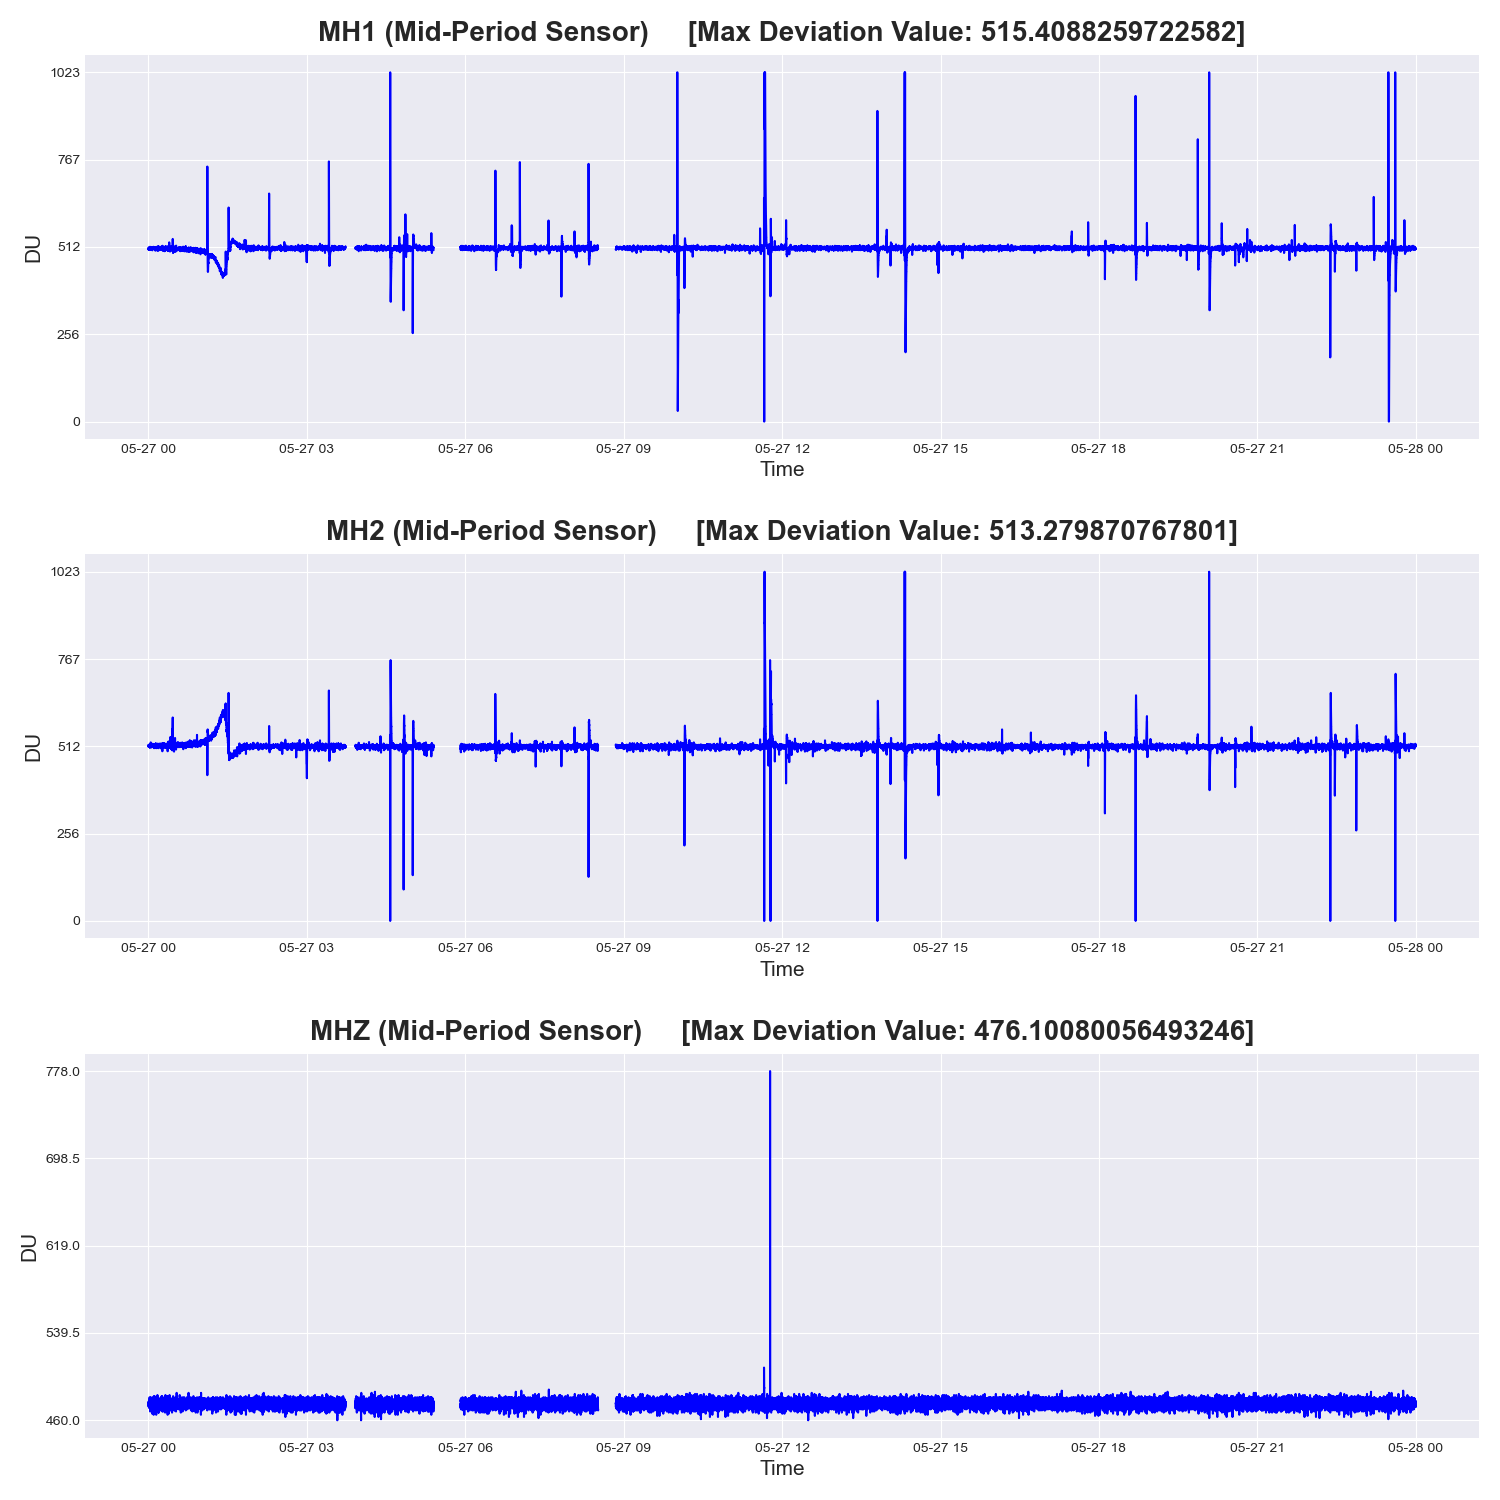 MH1 (Mid-Period Sensor) [Max Deviation Value: 515.4088259722582]
1023
767
512
256
0
DU
05-27 00 05-27 03 05-27 06 05-27 09 05-27 12 05-27 15 05-27 18 05-27 21 05-28 00
Time
MH2 (Mid-Period Sensor) [Max Deviation Value: 513.279870767801]
1023
767
512
256
0
DU
05-27 00 05-27 03 05-27 06 05-27 09 05-27 12 05-27 15 05-27 18 05-27 21 05-28 00
Time
MHZ (Mid-Period Sensor) [Max Deviation Value: 476.10080056493246]
778.0
698.5
619.0
539.5
460.0
DU
05-27 00 05-27 03 05-27 06 05-27 09 05-27 12 05-27 15 05-27 18 05-27 21 05-28 00
Time